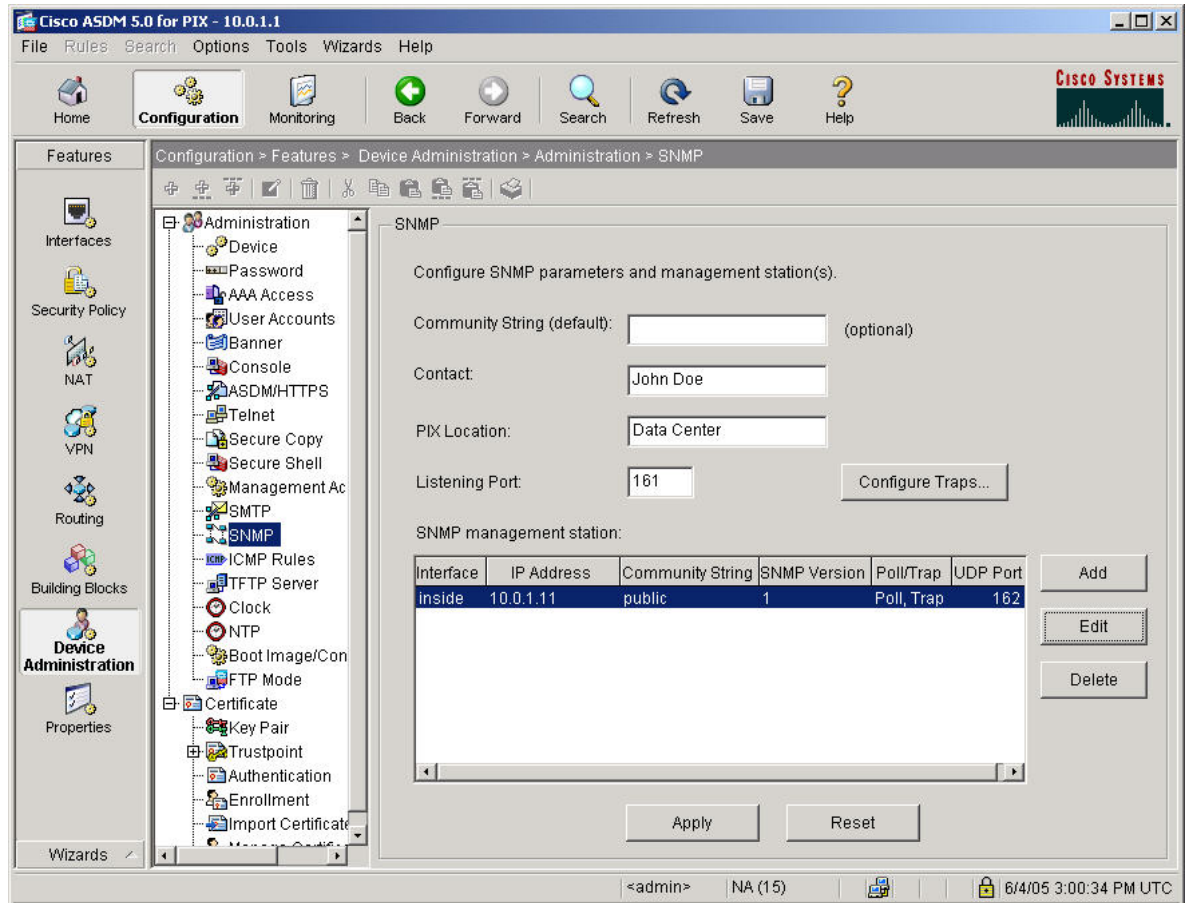 Cisco ASDM 5.0 for PIX - 10.0.1.1
File Rules Search Options Tools Wizards Help
Home Configuration Monitoring Back Forward Search Refresh Save Help
CISCO SYSTEMS
Features
Configuration > Features > Device Administration > Administration > SNMP
Interfaces
Security Policy
NAT
VPN
Routing
Building Blocks
Device Administration
Properties
Wizards
Administration
Device
Password
AAA Access
User Accounts
Banner
Console
ASDM/HTTPS
Telnet
Secure Copy
Secure Shell
Management Ac
SMTP
SNMP
ICMP Rules
TFTP Server
Clock
NTP
Boot Image/Con
FTP Mode
Certificate
Key Pair
Trustpoint
Authentication
Enrollment
Import Certificate
SNMP
Configure SNMP parameters and management station(s).
Community String (default): (optional)
Contact: John Doe
PIX Location: Data Center
Listening Port: 161 Configure Traps...
SNMP management station:
Interface IP Address Community String SNMP Version Poll/Trap UDP Port
inside 10.0.1.11 public 1 Poll, Trap 162
Add
Edit
Delete
Apply Reset
<admin> NA (15) 6/4/05 3:00:34 PM UTC